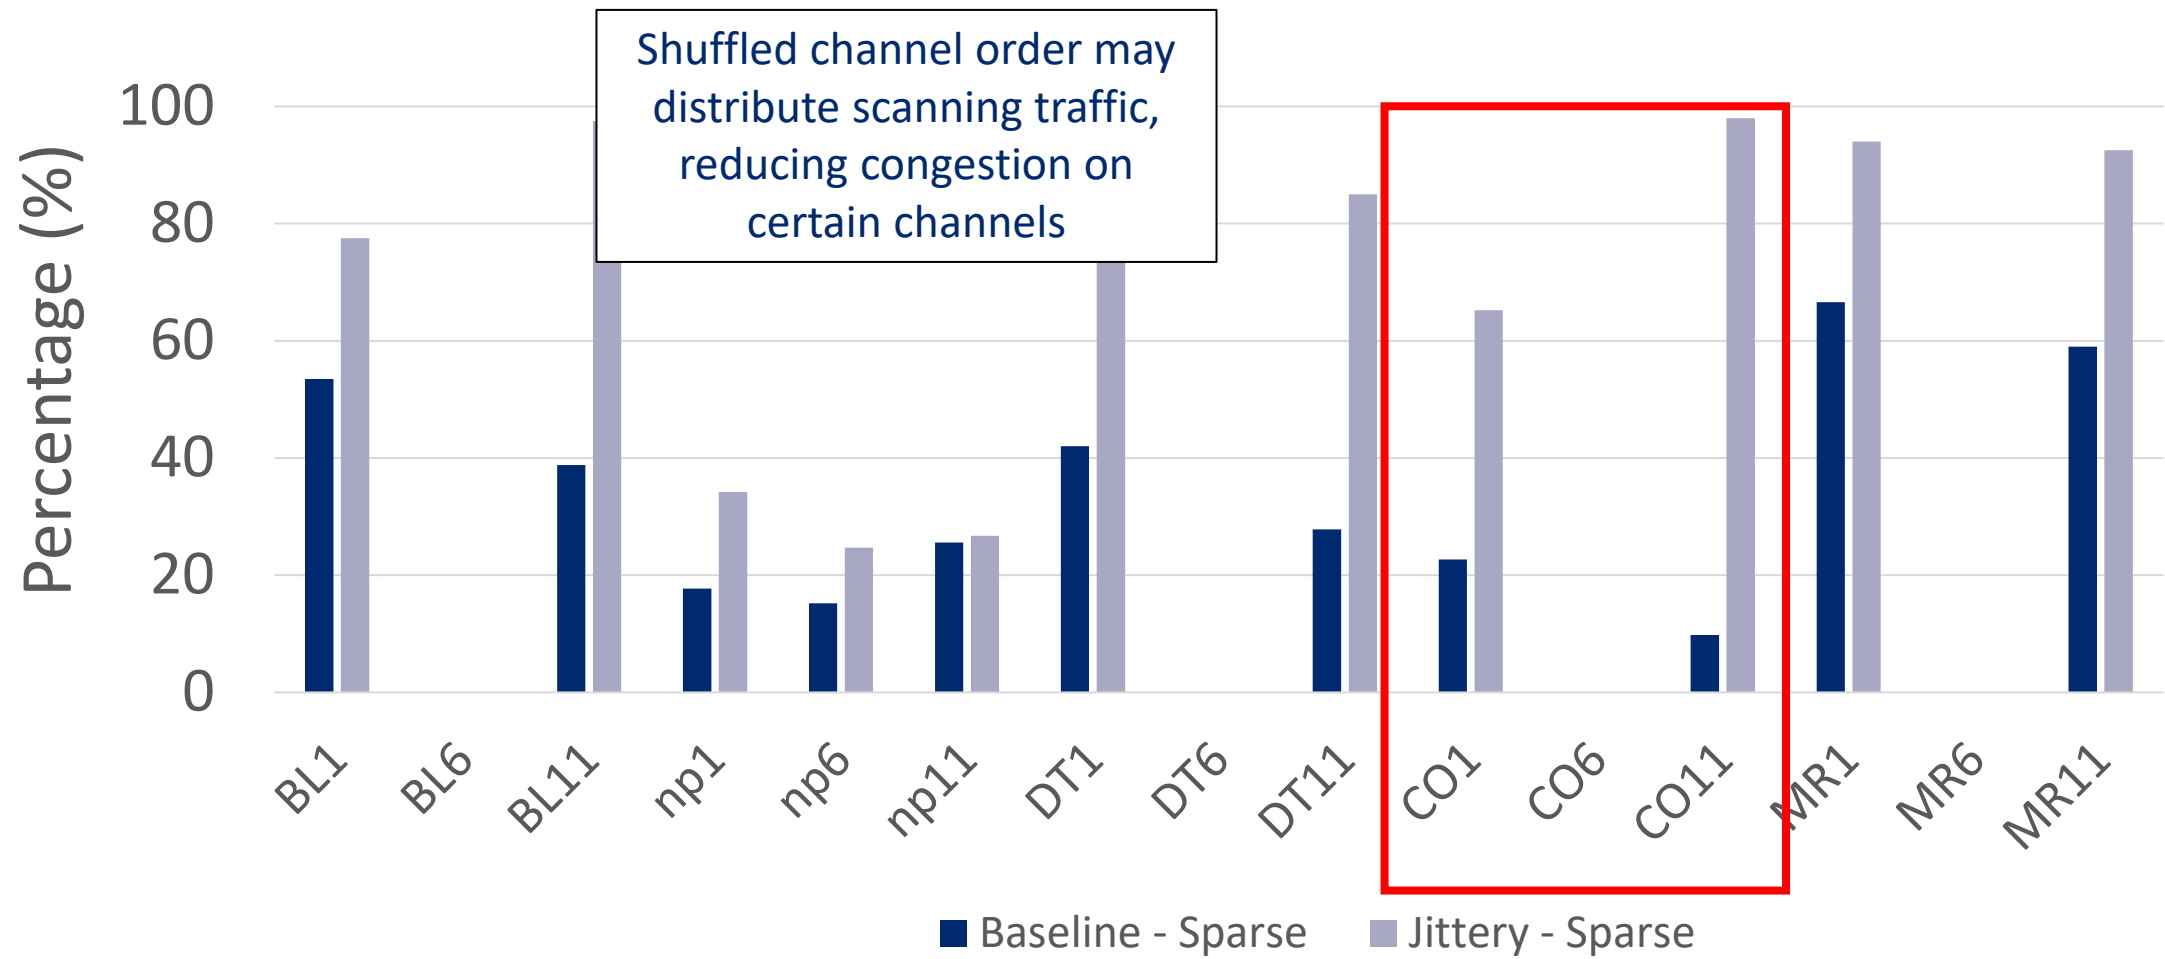 Shuffled channel order may
distribute scanning traffic,
reducing congestion on
certain channels
Percentage (%)
100
80
60
40
20
0
BL1
BL6
BL11
np1
np6
np11
DT1
DT6
DT11
CO1
CO6
CO11
MR1
MR6
MR11
Baseline - Sparse
Jittery - Sparse